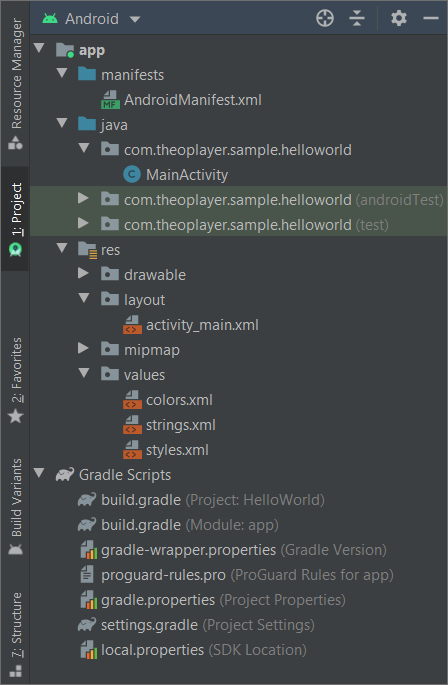 Resource Manager
1: Project
2: Favorites
Build Variants
7: Structure
Android
app
manifests
MF
AndroidManifest.xml
java
com.theoplayer.sample.helloworld
C MainActivity
com.theoplayer.sample.helloworld (androidTest)
com.theoplayer.sample.helloworld (test)
res
drawable
layout
activity_main.xml
mipmap
values
colors.xml
strings.xml
styles.xml
Gradle Scripts
build.gradle (Project: HelloWorld)
build.gradle (Module: app)
gradle-wrapper.properties (Gradle Version)
proguard-rules.pro (ProGuard Rules for app)
gradle.properties (Project Properties)
settings.gradle (Project Settings)
local.properties (SDK Location)